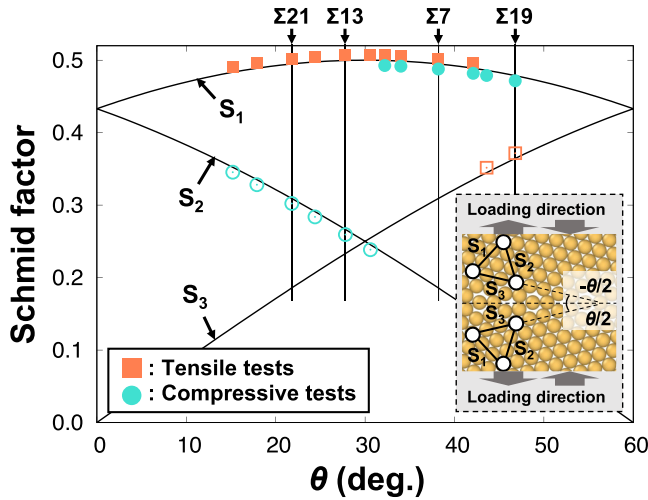 Σ21 Σ13 Σ7 Σ19
0.5
0.4
0.3
0.2
0.1
0.0
Schmid factor
S1
S2
S3
Loading direction
S1
S2
S3
-θ/2
S3
θ/2
S1
S2
Loading direction
: Tensile tests
: Compressive tests
0 10 20 30 40 50 60
θ (deg.)